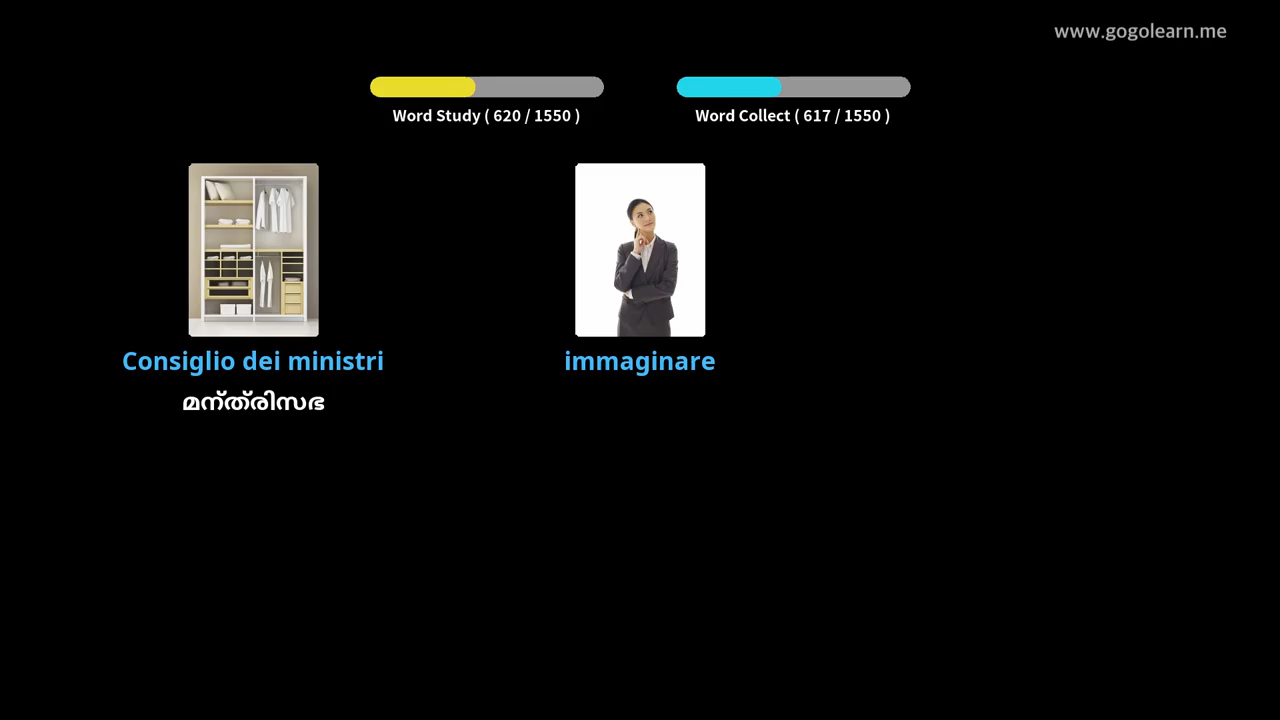 www.gogolearn.me
Word Study ( 620 / 1550 )
Word Collect ( 617 / 1550 )
Consiglio dei ministri
immaginare
മന്ത്രിസഭ